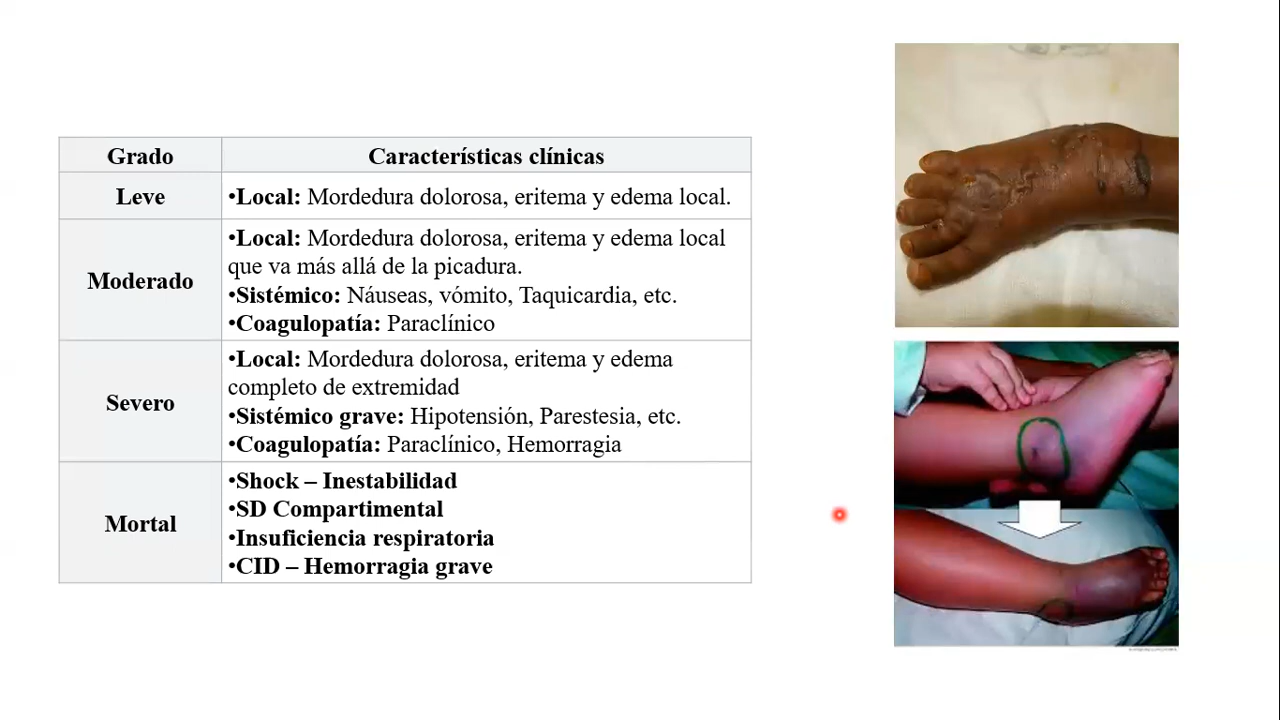 Grado
Características clínicas
Leve
•Local: Mordedura dolorosa, eritema y edema local.
Moderado
•Local: Mordedura dolorosa, eritema y edema local
que va más allá de la picadura.
•Sistémico: Náuseas, vómito, Taquicardia, etc.
•Coagulopatía: Paraclínico
Severo
•Local: Mordedura dolorosa, eritema y edema
completo de extremidad
•Sistémico grave: Hipotensión, Parestesia, etc.
•Coagulopatía: Paraclínico, Hemorragia
Mortal
•Shock – Inestabilidad
•SD Compartimental
•Insuficiencia respiratoria
•CID – Hemorragia grave